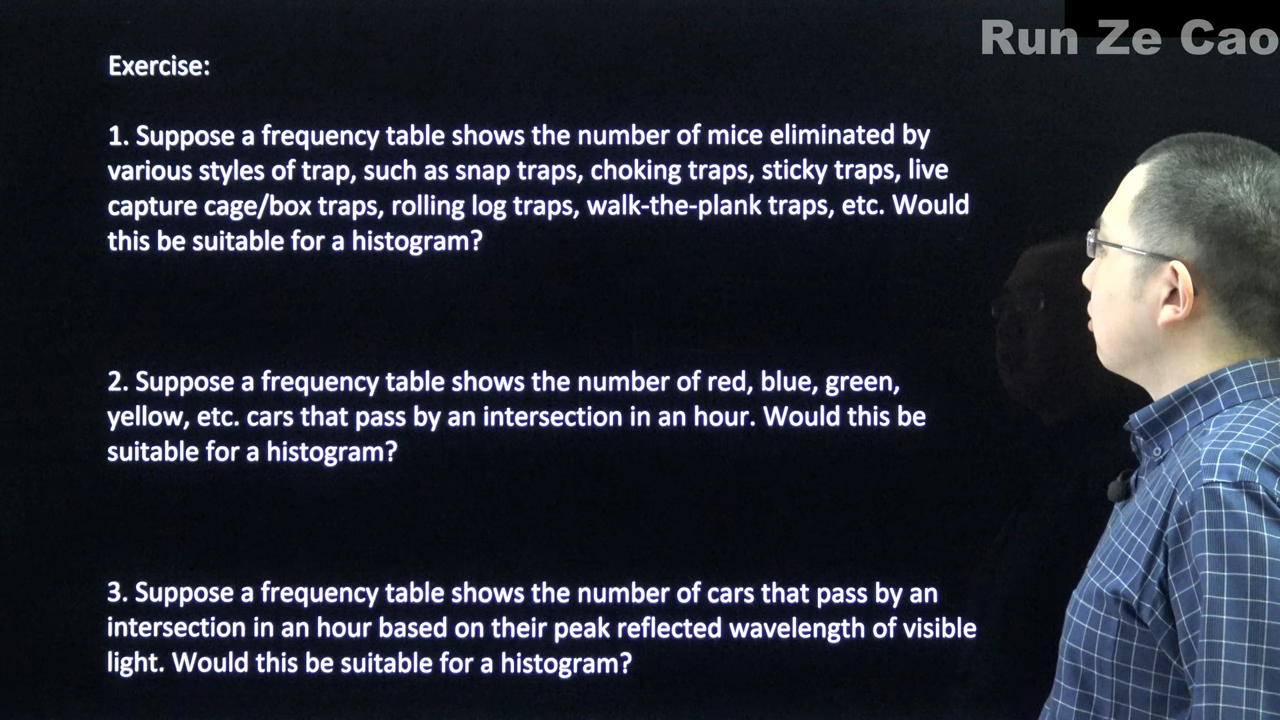 Run Ze Cao
Exercise:
1. Suppose a frequency table shows the number of mice eliminated by
various styles of trap, such as snap traps, choking traps, sticky traps, live
capture cage/box traps, rolling log traps, walk-the-plank traps, etc. Would
this be suitable for a histogram?
2. Suppose a frequency table shows the number of red, blue, green,
yellow, etc. cars that pass by an intersection in an hour. Would this be
suitable for a histogram?
3. Suppose a frequency table shows the number of cars that pass by an
intersection in an hour based on their peak reflected wavelength of visible
light. Would this be suitable for a histogram?